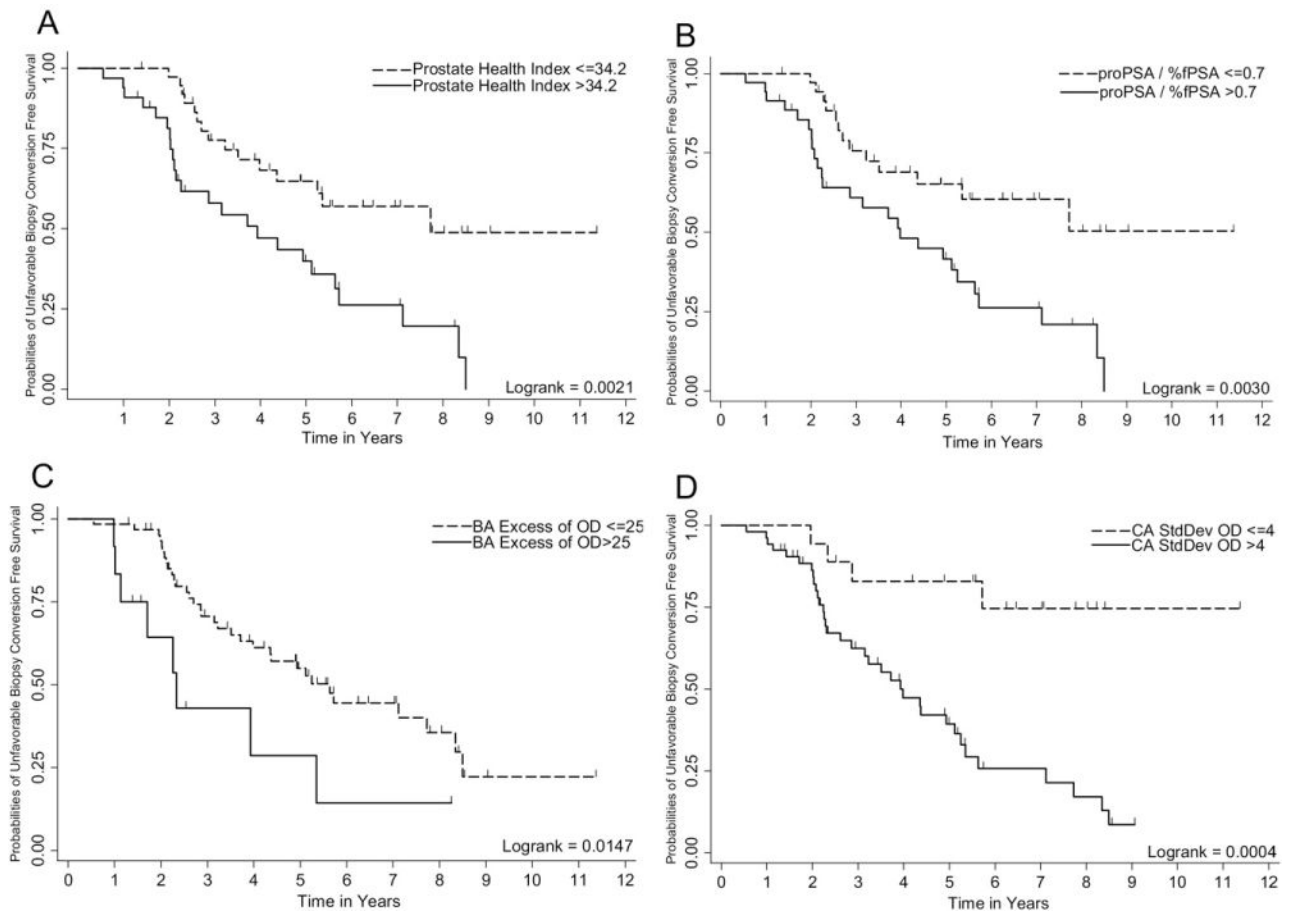 A
Prostate Health Index <=34.2
Prostate Health Index >34.2
Proabilities of Unfavorable Biopsy Conversion Free Survival
1.00
0.75
0.50
0.25
0.00
Logrank = 0.0021
1 2 3 4 5 6 7 8 9 10 11 12
Time in Years
B
proPSA / %fPSA <=0.7
proPSA / %fPSA >0.7
Probabilities of Unfavorable Biopsy Conversion Free Survival
1.00
0.75
0.50
0.25
0.00
Logrank = 0.0030
0 1 2 3 4 5 6 7 8 9 10 11 12
Time in Years
C
BA Excess of OD <=25
BA Excess of OD>25
Probabilities of Unfavorable Biopsy Conversion Free Survival
1.00
0.75
0.50
0.25
0.00
Logrank = 0.0147
0 1 2 3 4 5 6 7 8 9 10 11 12
Time in Years
D
CA StdDev OD <=4
CA StdDev OD >4
Probabilities of Unfavorable Biopsy Conversion Free Survival
1.00
0.75
0.50
0.25
0.00
Logrank = 0.0004
0 1 2 3 4 5 6 7 8 9 10 11 12
Time in Years